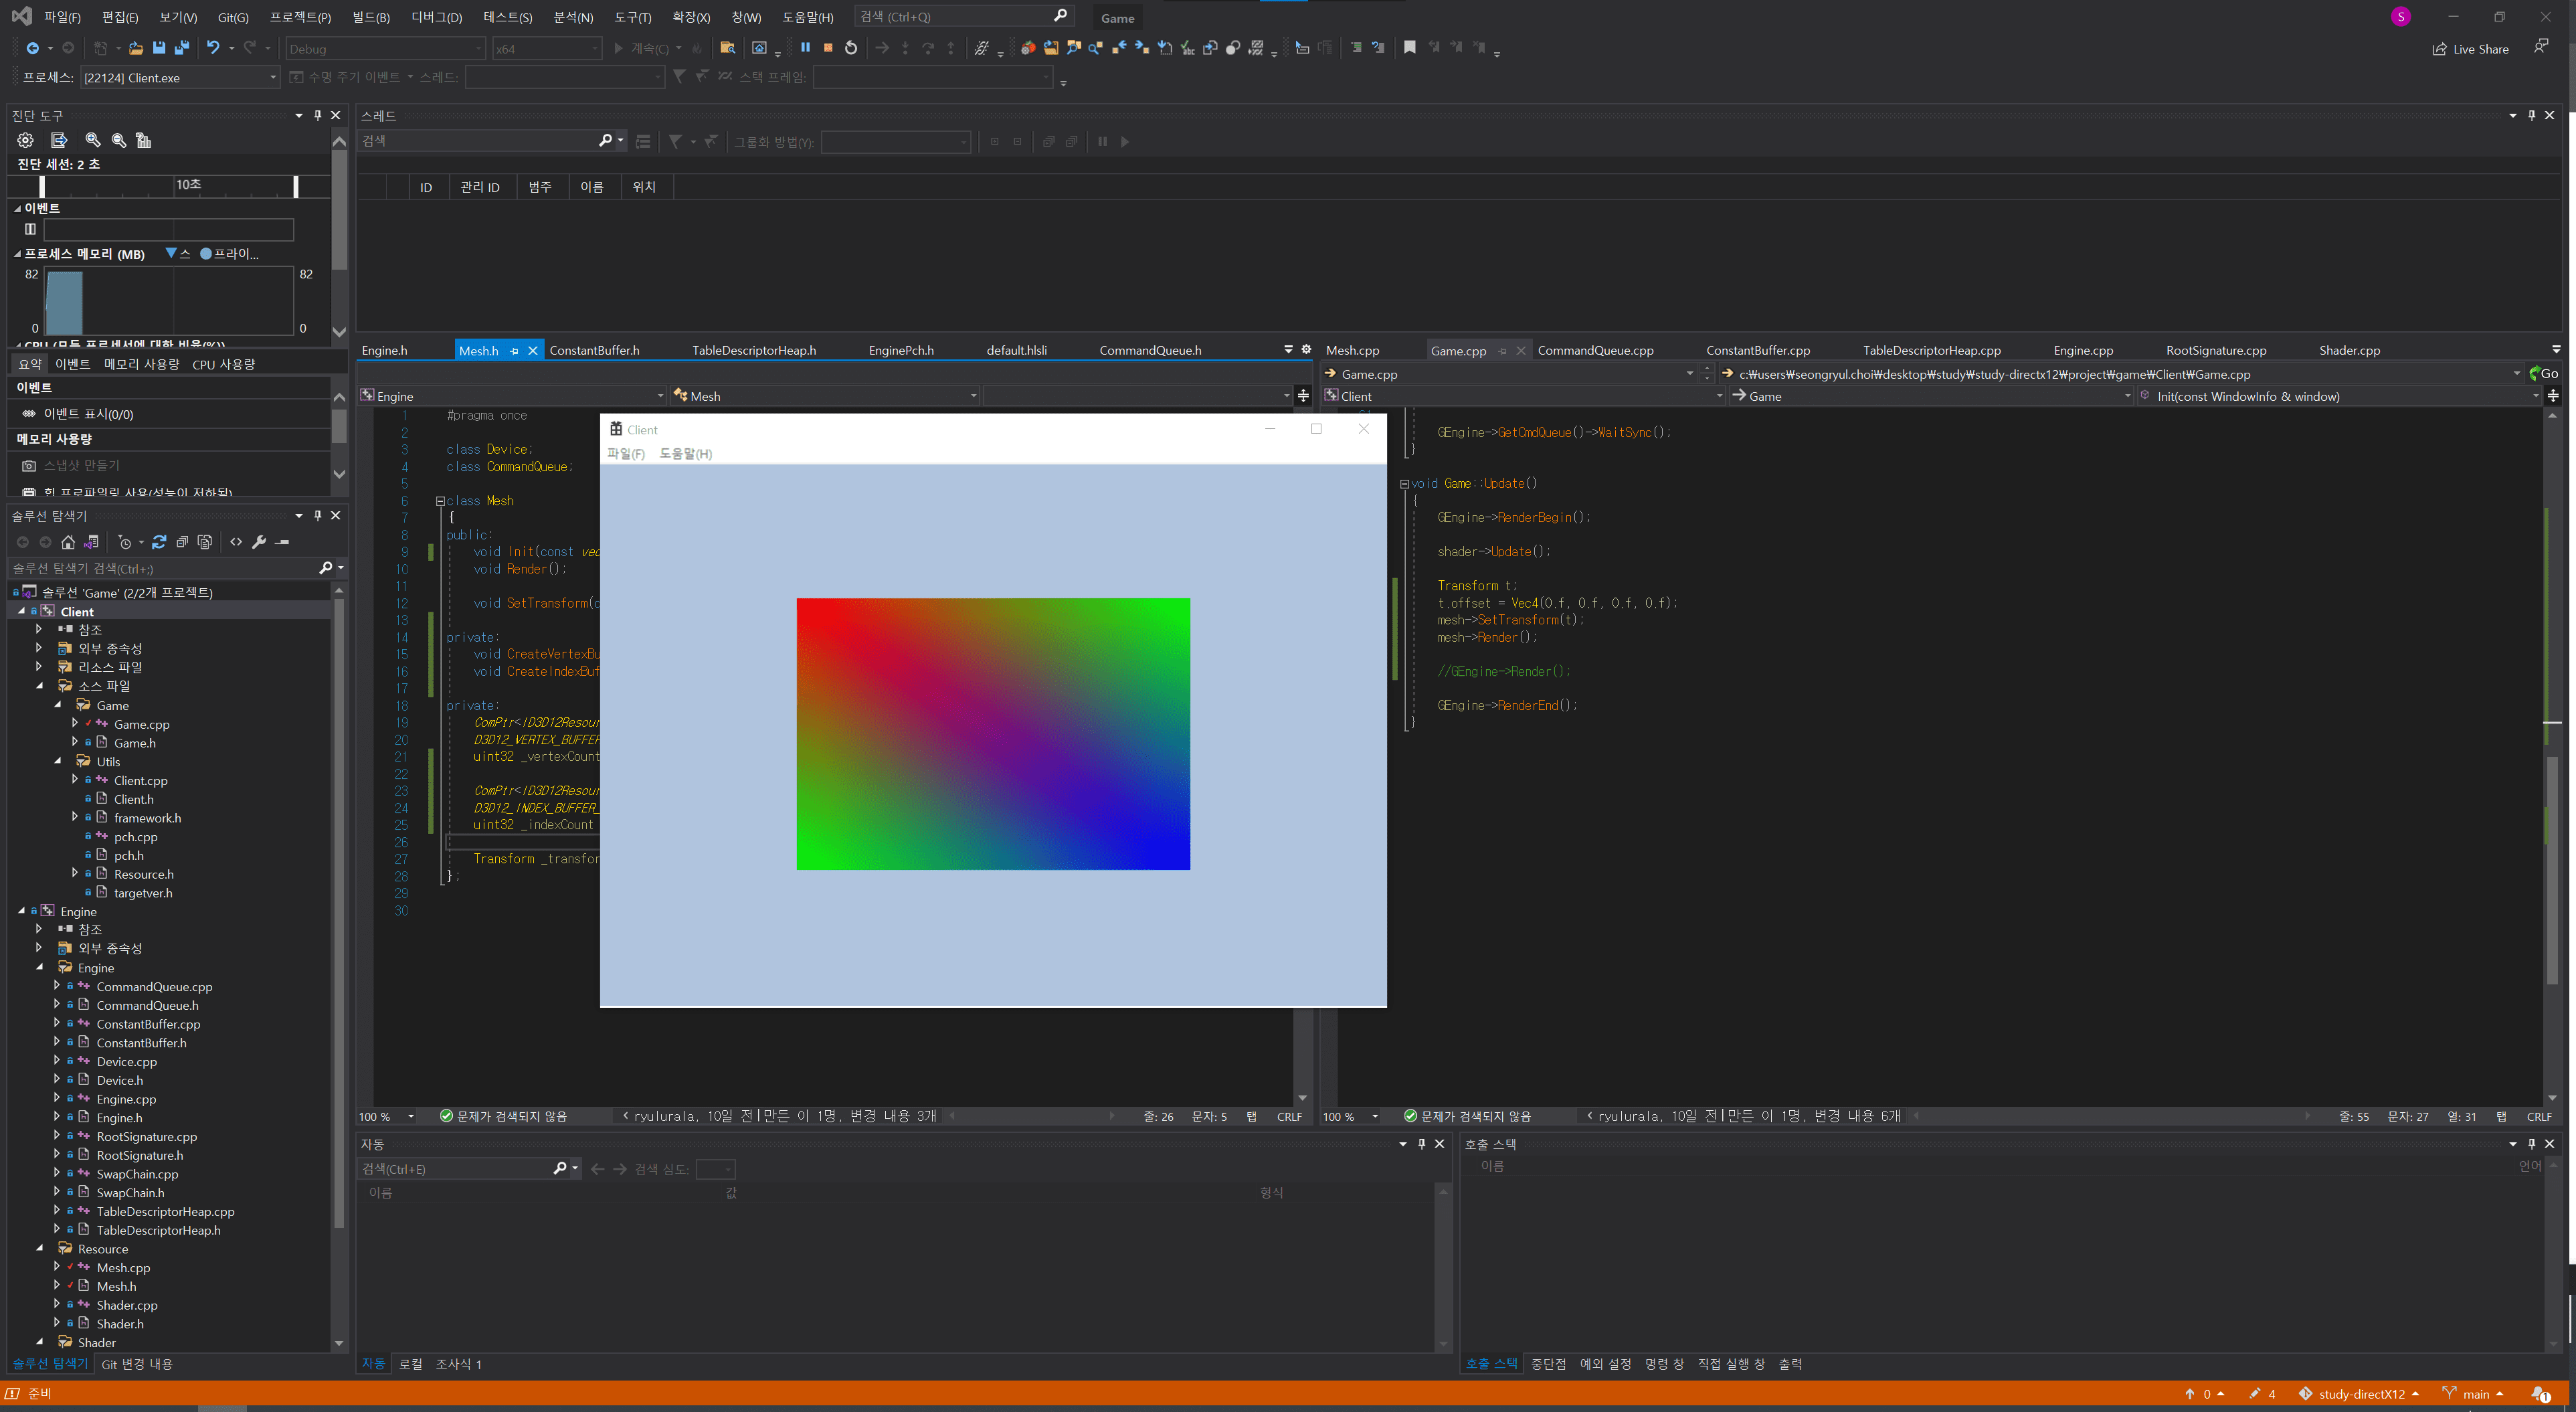 파일(F) 편집(E) 보기(V) Git(G) 프로젝트(P) 빌드(B) 디버그(D) 테스트(S) 분석(N) 도구(T) 확장(X) 창(W) 도움말(H) 검색 (Ctrl+Q) Game S
Debug x64 계속(C) Live Share
프로세스: [22124] Client.exe 수명 주기 이벤트 스레드: 스택 프레임:
진단 도구
진단 세션: 2 초
10초
이벤트
프로세스 메모리 (MB) 스 프라이...
82 82
0 0
CPU (모든 프로세서에 대한 비율(%))
요약 이벤트 메모리 사용량 CPU 사용량
이벤트
이벤트 표시(0/0)
메모리 사용량
스냅샷 만들기
힙 프로파일링 사용(성능이 저하됨)
스레드
검색 그룹화 방법(Y):
ID 관리 ID 범주 이름 위치
솔루션 탐색기
솔루션 탐색기 검색(Ctrl+;)
솔루션 'Game' (2/2개 프로젝트)
Client
참조
외부 종속성
리소스 파일
소스 파일
Game
Game.cpp
Game.h
Utils
Client.cpp
Client.h
framework.h
pch.cpp
pch.h
Resource.h
targetver.h
Engine
참조
외부 종속성
Engine
CommandQueue.cpp
CommandQueue.h
ConstantBuffer.cpp
ConstantBuffer.h
Device.cpp
Device.h
Engine.cpp
Engine.h
RootSignature.cpp
RootSignature.h
SwapChain.cpp
SwapChain.h
TableDescriptorHeap.cpp
TableDescriptorHeap.h
Resource
Mesh.cpp
Mesh.h
Shader.cpp
Shader.h
Shader
솔루션 탐색기 Git 변경 내용
Engine.h Mesh.h ConstantBuffer.h TableDescriptorHeap.h EnginePch.h default.hlsli CommandQueue.h
Engine Mesh
1 #pragma once
2
3 class Device;
4 class CommandQueue;
5
6 class Mesh
7 {
8 public:
9 void Init(const vec
10 void Render();
11
12 void SetTransform(c
13
14 private:
15 void CreateVertexBu
16 void CreateIndexBuf
17
18 private:
19 ComPtr<ID3D12Resour
20 D3D12_VERTEX_BUFFER
21 uint32 _vertexCount
22
23 ComPtr<ID3D12Resour
24 D3D12_INDEX_BUFFER_
25 uint32 _indexCount
26
27 Transform _transfor
28 };
29
30
100 % 문제가 검색되지 않음 ryulurala, 10일 전|만든 이 1명, 변경 내용 3개 줄: 26 문자: 5 탭 CRLF
Client
파일(F) 도움말(H)
Mesh.cpp Game.cpp CommandQueue.cpp ConstantBuffer.cpp TableDescriptorHeap.cpp Engine.cpp RootSignature.cpp Shader.cpp
Game.cpp c:₩users₩seongryul.choi₩desktop₩study₩study-directx12₩project₩game₩Client₩Game.cpp Go
Client Game Init(const WindowInfo & window)
GEngine->GetCmdQueue()->WaitSync();
}
void Game::Update()
{
GEngine->RenderBegin();
shader->Update();
Transform t;
t.offset = Vec4(0.f, 0.f, 0.f, 0.f);
mesh->SetTransform(t);
mesh->Render();
//GEngine->Render();
GEngine->RenderEnd();
}
100 % 문제가 검색되지 않음 ryulurala, 10일 전|만든 이 1명, 변경 내용 6개 줄: 55 문자: 27 열: 31 탭 CRLF
자동
검색(Ctrl+E) 검색 심도:
이름 값 형식
자동 로컬 조사식 1
호출 스택
이름 언어
호출 스택 중단점 예외 설정 명령 창 직접 실행 창 출력
준비 0 4 study-directX12 main 1